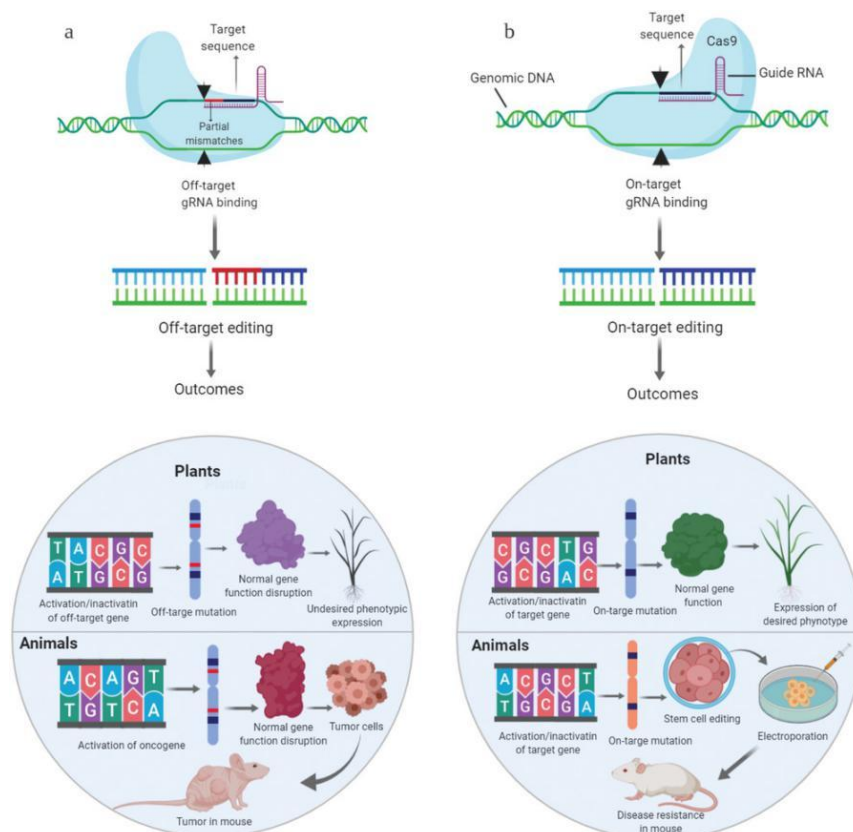 a
Target
sequence
Partial
mismatches
Off-target
gRNA binding
Off-target editing
Outcomes
Plants
T A C G C
A T G C G
Activation/inactivatin
of off-target gene
Off-targe mutation
Normal gene
function disruption
Undesired phenotypic
expression
Animals
A C A G T
T G T C A
Activation of oncogene
Normal gene
function disruption
Tumor cells
Tumor in mouse
b
Target
sequence
Cas9
Genomic DNA
Guide RNA
On-target
gRNA binding
On-target editing
Outcomes
Plants
C G C T G
G C G A C
Activation/inactivatin
of target gene
On-targe mutation
Normal gene
function
Expression of
desired phynotype
Animals
A C G C T
T G C G A
Activation/inactivatin
of target gene
On-targe mutation
Stem cell editing
Electroporation
Disease resistance
in mouse